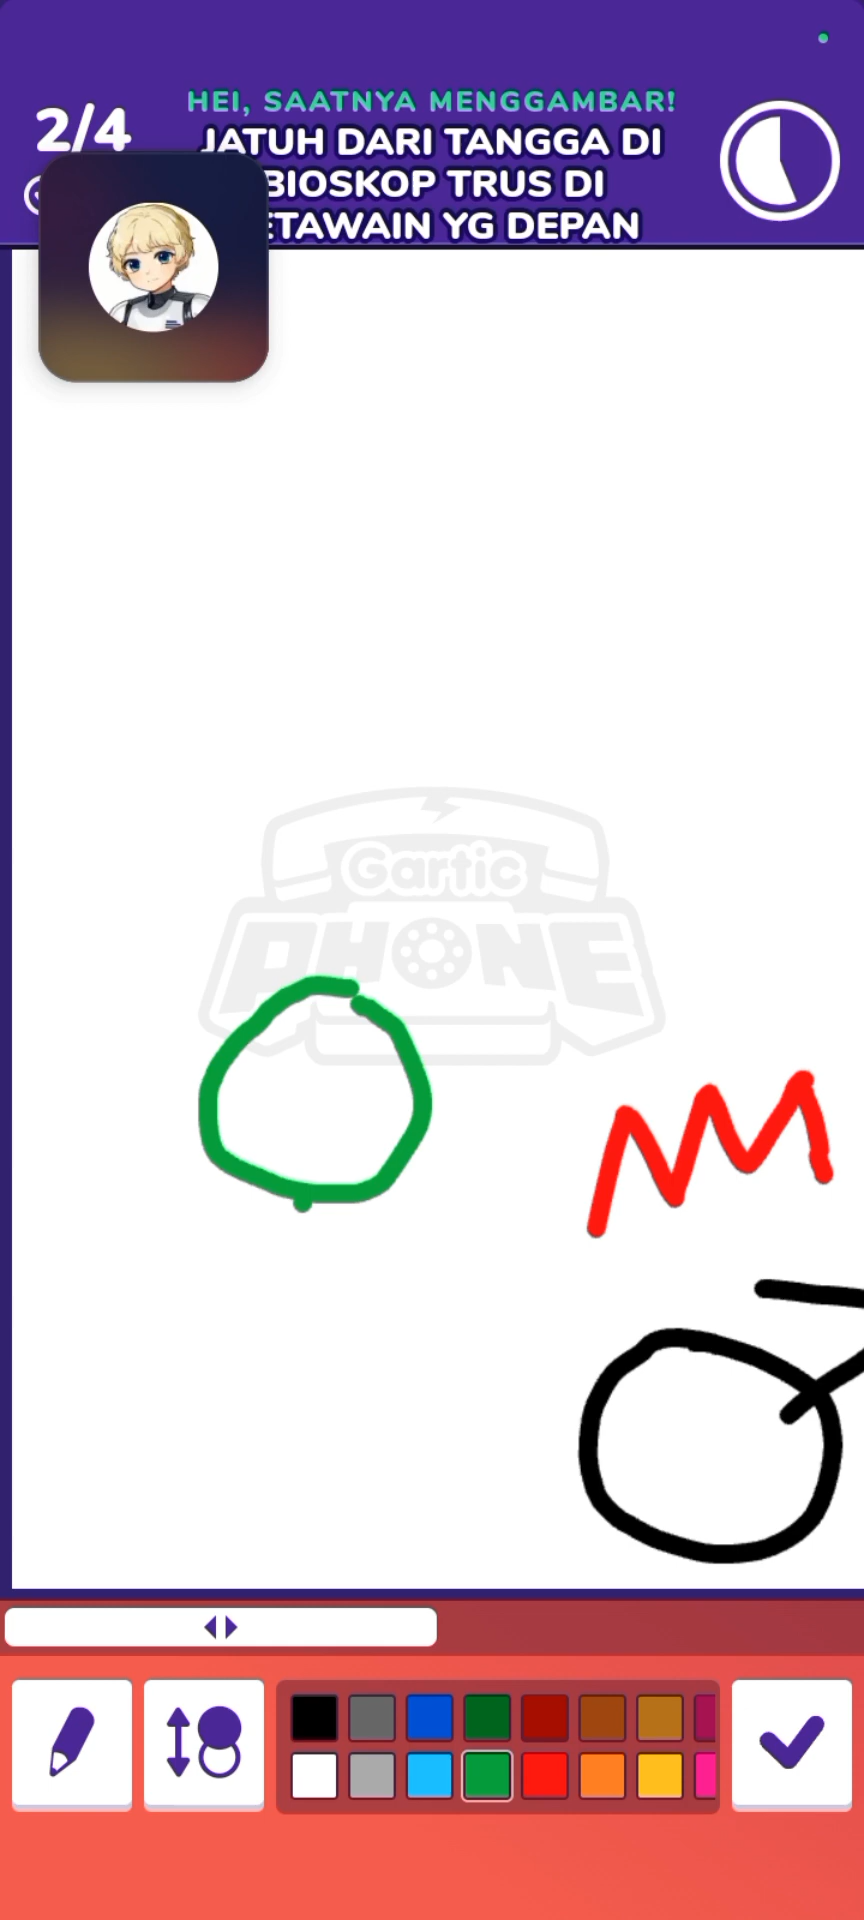 HEI, SAATNYA MENGGAMBAR!
2/4
JATUH DARI TANGGA DI
BIOSKOP TRUS DI
ETAWAIN YG DEPAN
Gartic
PHONE